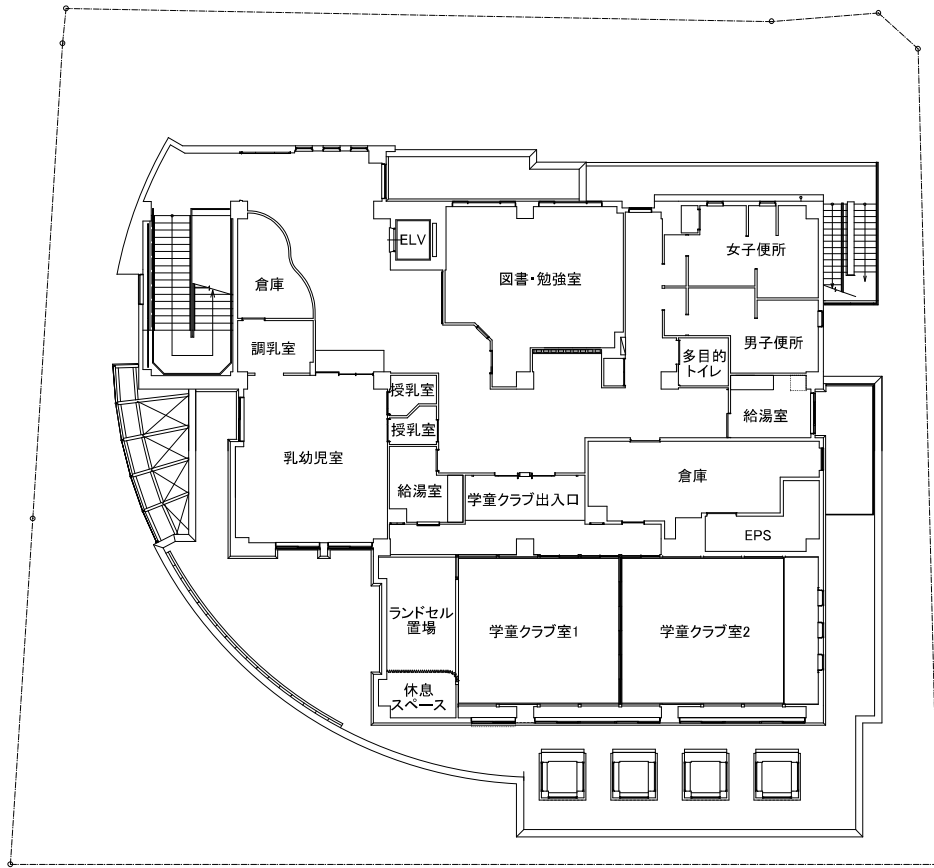 ELV
女子便所
図書・勉強室
倉庫
男子便所
調乳室
多目的
トイレ
授乳室
給湯室
授乳室
乳幼児室
倉庫
給湯室
学童クラブ出入口
EPS
ランドセル
置場
学童クラブ室1
学童クラブ室2
休息
スペース